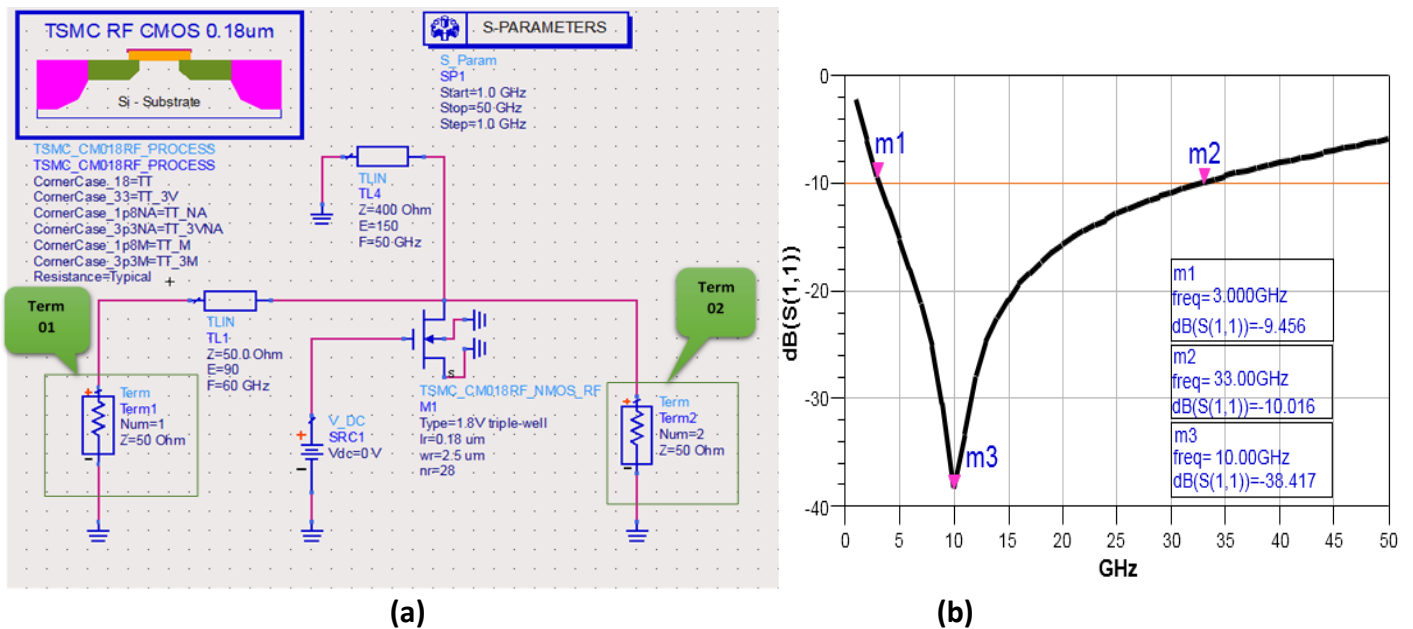 TSMC RF CMOS 0.18um
Si - Substrate
TSMC_CM018RF_PROCESS
TSMC_CM018RF_PROCESS
CornerCase_18=TT
CornerCase_33=TT_3V
CornerCase_1p8NA=TT_NA
CornerCase_3p3NA=TT_3VNA
CornerCase_1p8M=TT_M
CornerCase_3p3M=TT_3M
Resistance=Typical
S-PARAMETERS
S_Param
SP1
Start=1.0 GHz
Stop=50 GHz
Step=1.0 GHz
TLIN
TL4
Z=400 Ohm
E=150
F=50 GHz
Term
01
TLIN
TL1
Z=50.0 Ohm
E=90
F=60 GHz
Term
02
Term
Term1
Num=1
Z=50 Ohm
V_DC
SRC1
Vdc=0 V
s
TSMC_CM018RF_NMOS_RF
M1
Type=1.8V triple-well
lr=0.18 um
wr=2.5 um
nr=28
Term
Term2
Num=2
Z=50 Ohm
(a)
dB(S(1,1))
0
-10
-20
-30
-40
m1
m2
m3
m1
freq= 3.000GHz
dB(S(1,1))=-9.456
m2
freq= 33.00GHz
dB(S(1,1))=-10.016
m3
freq= 10.00GHz
dB(S(1,1))=-38.417
0 5 10 15 20 25 30 35 40 45 50
GHz
(b)